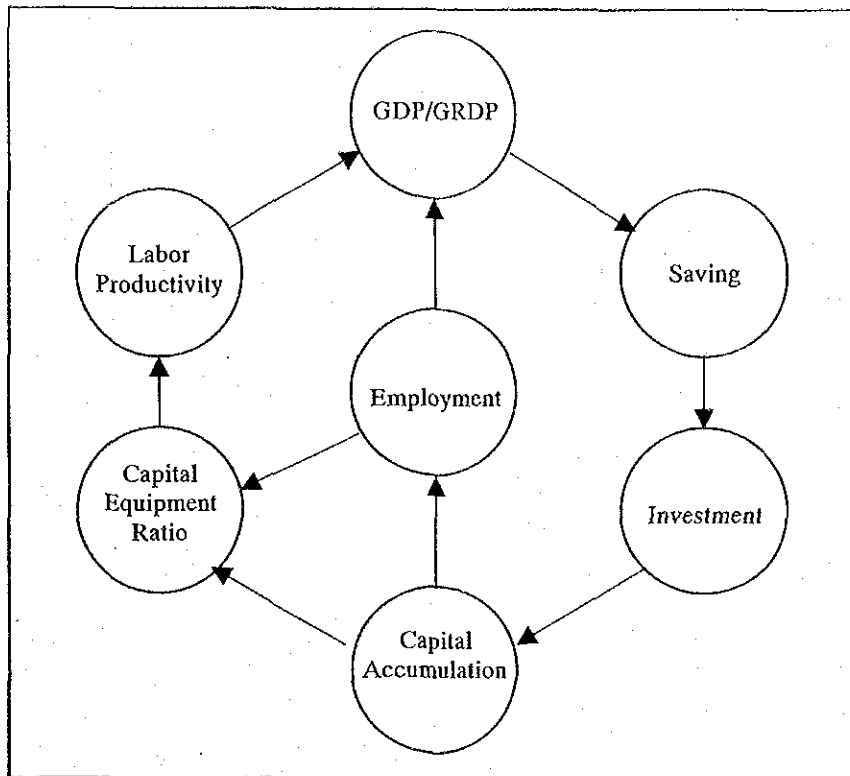 GDP/GRDP
Labor
Productivity
Saving
Employment
Capital
Equipment
Ratio
Investment
Capital
Accumulation